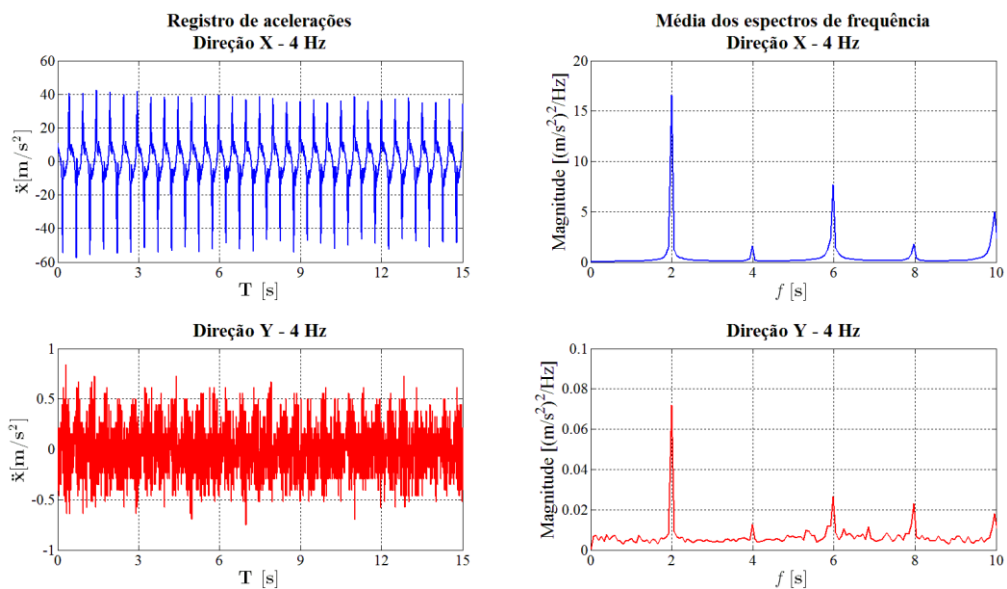 Registro de acelerações
Direção X - 4 Hz
60
40
20
0
-20
-40
-60
ẍ[m/s²]
0 3 6 9 12 15
T [s]
Média dos espectros de frequência
Direção X - 4 Hz
20
15
10
5
0
Magnitude [(m/s²)²/Hz]
0 2 4 6 8 10
f [s]
Direção Y - 4 Hz
1
0.5
0
-0.5
-1
ẍ[m/s²]
0 3 6 9 12 15
T [s]
Direção Y - 4 Hz
0.1
0.08
0.06
0.04
0.02
0
Magnitude [(m/s²)²/Hz]
0 2 4 6 8 10
f [s]